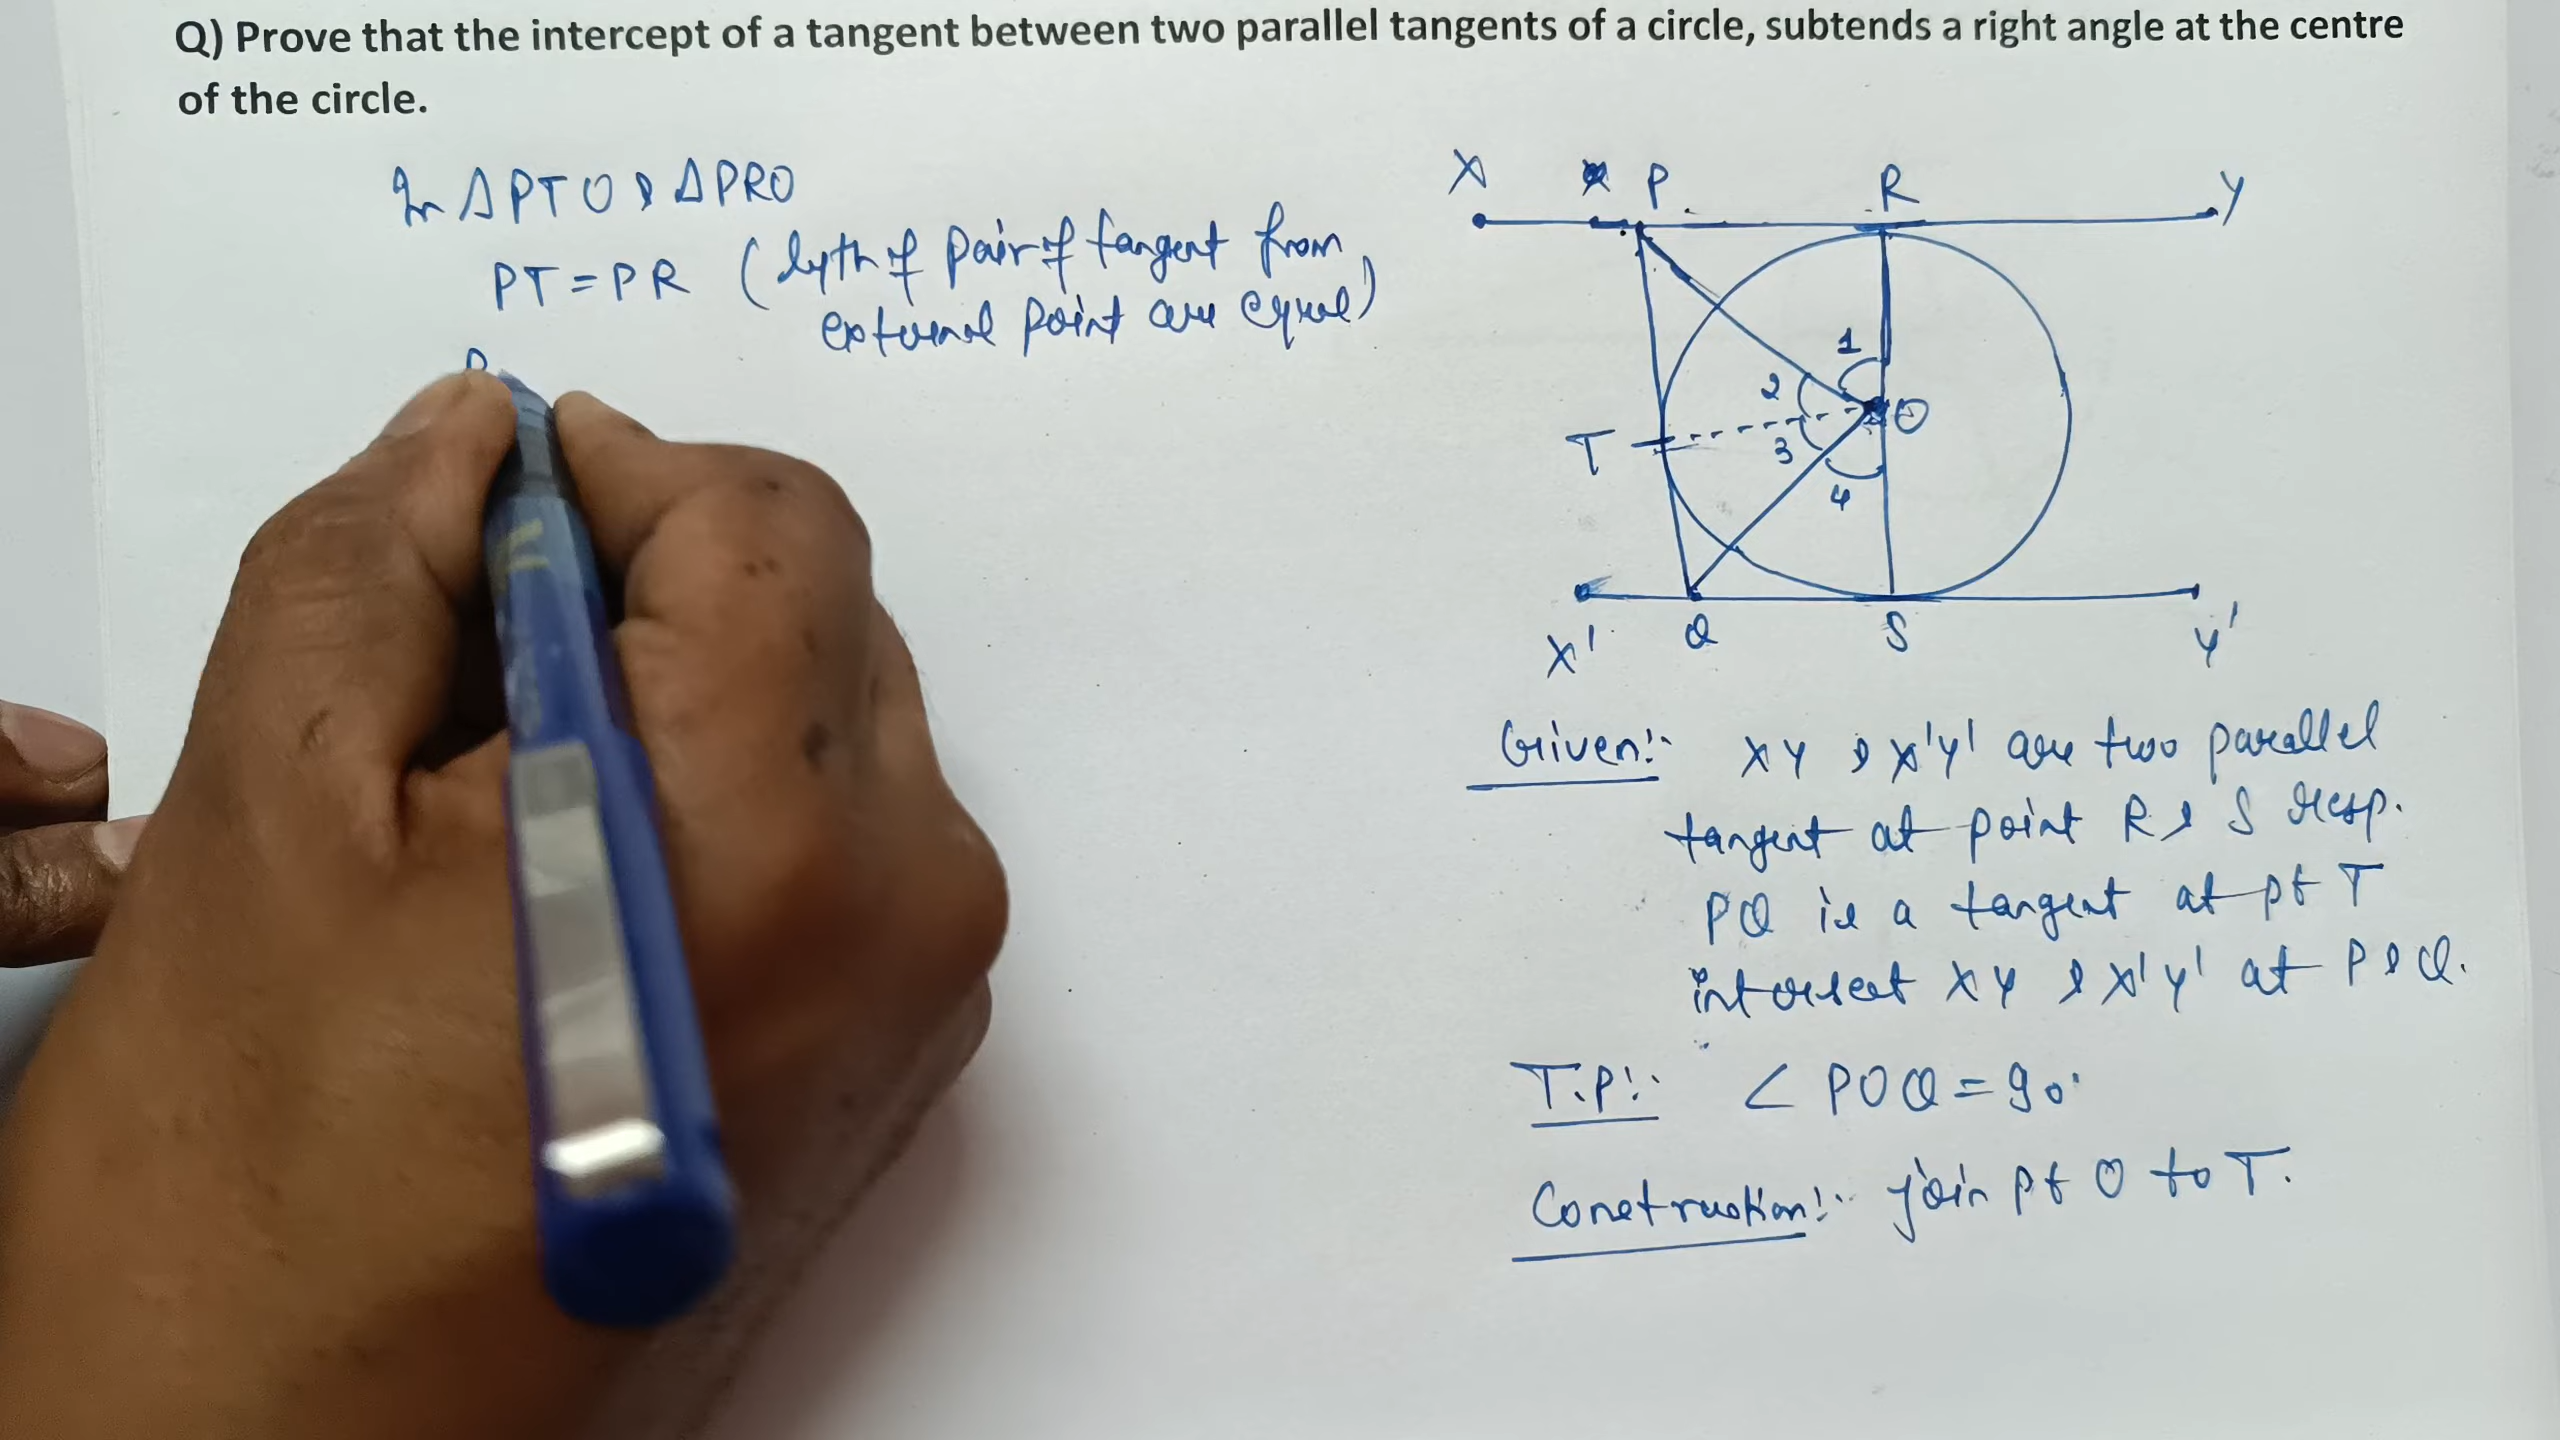 Q) Prove that the intercept of a tangent between two parallel tangents of a circle, subtends a right angle at the centre
of the circle.
In ΔPTO & ΔPRO
PT = PR (lgth of pair of tangent from
external point are equal)
P
X P R Y
1
2
O
T
3
4
X' Q S Y'
Given:- XY & X'Y' are two parallel
tangent at point R & S resp.
PQ is a tangent at pt T
intersect XY & X'Y' at P & Q.
T.P:- ∠POQ = 90°
Construction:- join pt O to T.